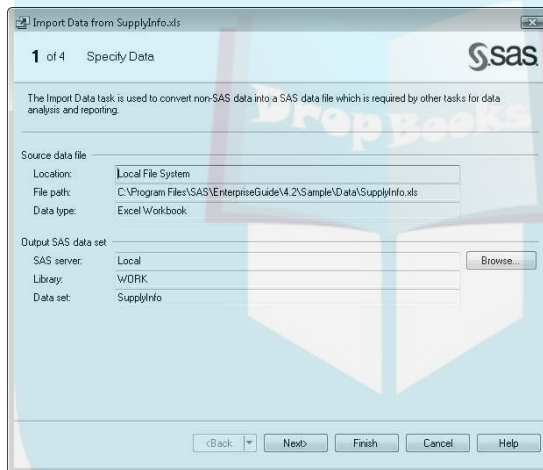 Import Data from SupplyInfo.xls
1 of 4 Specify Data
sas
The Import Data task is used to convert non-SAS data into a SAS data file which is required by other tasks for data
analysis and reporting.
DropBooks
Source data file
Location: Local File System
File path: C:\Program Files\SAS\EnterpriseGuide\4.2\Sample\Data\SupplyInfo.xls
Data type: Excel Workbook
Output SAS data set
SAS server: Local
Browse...
Library: WORK
Data set: SupplyInfo
<Back Next> Finish Cancel Help